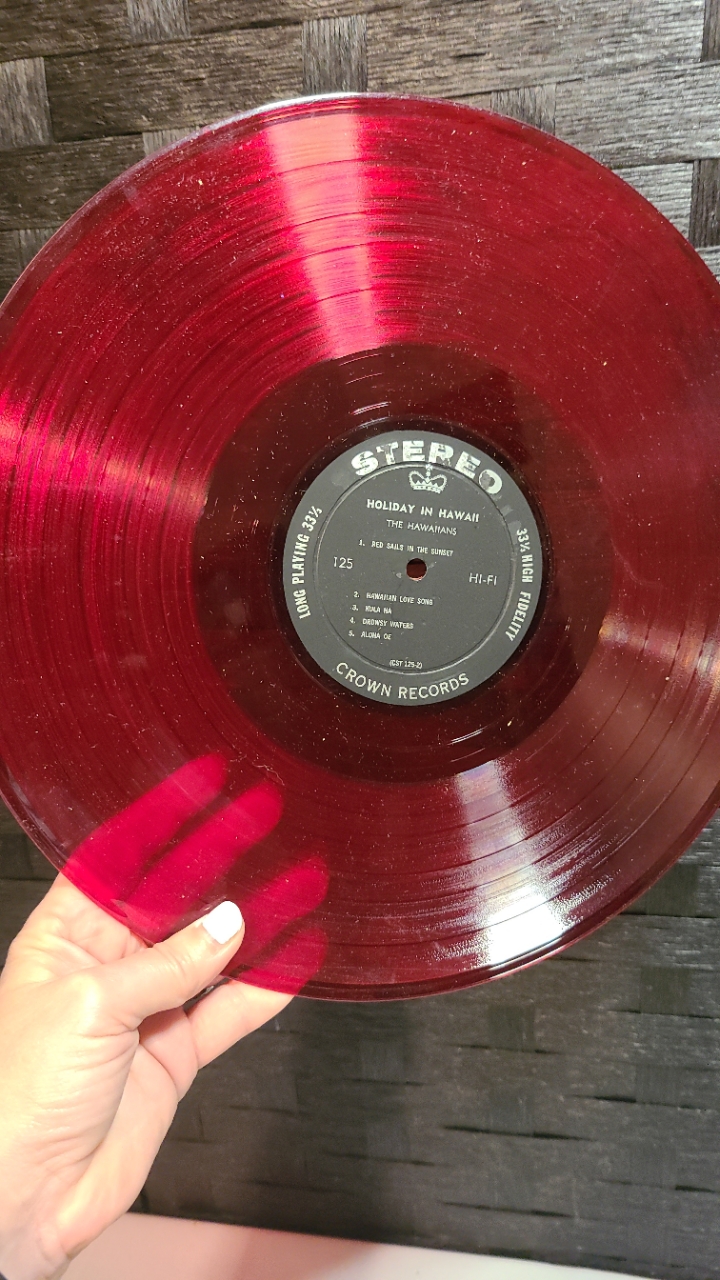 STEREO
HOLIDAY IN HAWAII
THE HAWAIIANS
1. RED SAILS IN THE SUNSET
125
HI-FI
2. HAWAIIAN LOVE SONG
3. KUUI NA
4. DROWSY WATERS
5. ALOHA OE
(CST 125-2)
LONG PLAYING 33⅓
33⅓ HIGH FIDELITY
CROWN RECORDS